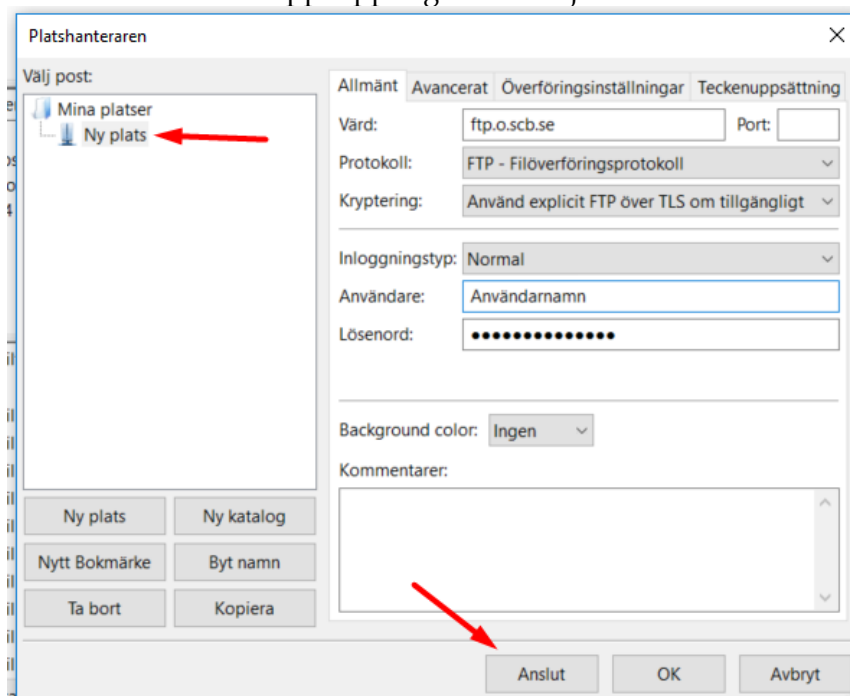 Platshanteraren
Välj post:
Mina platser
Ny plats
Ny plats
Ny katalog
Nytt Bokmärke
Byt namn
Ta bort
Kopiera
Allmänt Avancerat Överföringsinställningar Teckenuppsättning
Värd: ftp.o.scb.se Port:
Protokoll: FTP - Filöverföringsprotokoll
Kryptering: Använd explicit FTP över TLS om tillgängligt
Inloggningstyp: Normal
Användare: Användarnamn
Lösenord: ••••••••••••••
Background color: Ingen
Kommentarer:
Anslut
OK
Avbryt